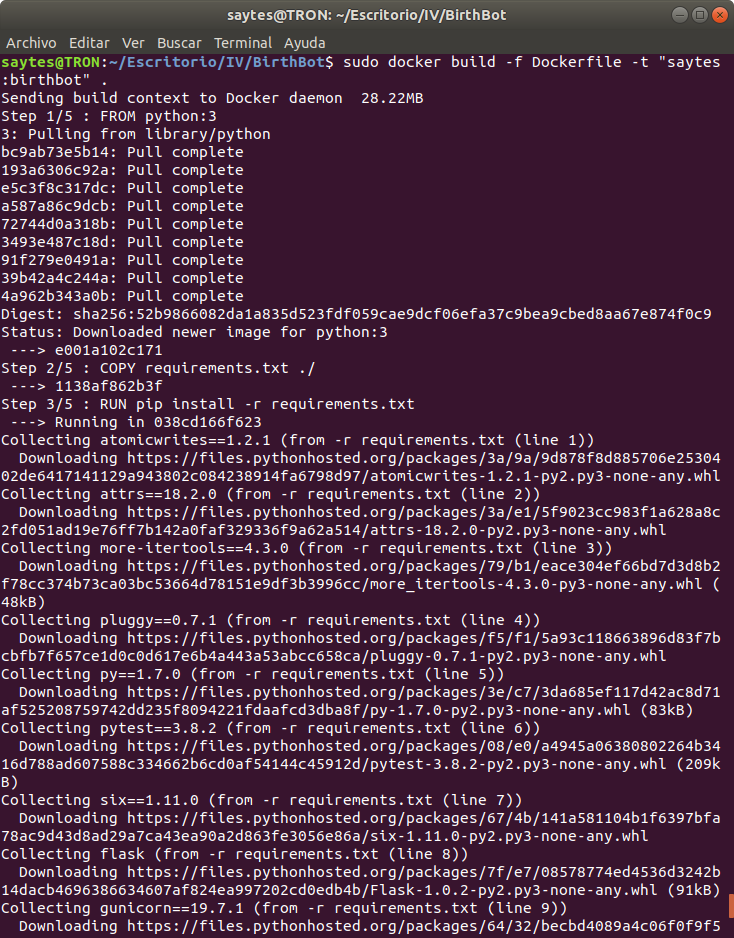 saytes@TRON: ~/Escritorio/IV/BirthBot
Archivo Editar Ver Buscar Terminal Ayuda
saytes@TRON:~/Escritorio/IV/BirthBot$ sudo docker build -f Dockerfile -t "saytes
:birthbot" .
Sending build context to Docker daemon  28.22MB
Step 1/5 : FROM python:3
3: Pulling from library/python
bc9ab73e5b14: Pull complete
193a6306c92a: Pull complete
e5c3f8c317dc: Pull complete
a587a86c9dcb: Pull complete
72744d0a318b: Pull complete
3493e487c18d: Pull complete
91f279e0491a: Pull complete
39b42a4c244a: Pull complete
4a962b343a0b: Pull complete
Digest: sha256:52b9866082da1a835d523fdf059cae9dcf06efa37c9bea9cbed8aa67e874f0c9
Status: Downloaded newer image for python:3
 ---> e001a102c171
Step 2/5 : COPY requirements.txt ./
 ---> 1138af862b3f
Step 3/5 : RUN pip install -r requirements.txt
 ---> Running in 038cd166f623
Collecting atomicwrites==1.2.1 (from -r requirements.txt (line 1))
  Downloading https://files.pythonhosted.org/packages/3a/9a/9d878f8d885706e25304
02de6417141129a943802c084238914fa6798d97/atomicwrites-1.2.1-py2.py3-none-any.whl
Collecting attrs==18.2.0 (from -r requirements.txt (line 2))
  Downloading https://files.pythonhosted.org/packages/3a/e1/5f9023cc983f1a628a8c
2fd051ad19e76ff7b142a0faf329336f9a62a514/attrs-18.2.0-py2.py3-none-any.whl
Collecting more-itertools==4.3.0 (from -r requirements.txt (line 3))
  Downloading https://files.pythonhosted.org/packages/79/b1/eace304ef66bd7d3d8b2
f78cc374b73ca03bc53664d78151e9df3b3996cc/more_itertools-4.3.0-py3-none-any.whl (
48kB)
Collecting pluggy==0.7.1 (from -r requirements.txt (line 4))
  Downloading https://files.pythonhosted.org/packages/f5/f1/5a93c118663896d83f7b
cbfb7f657ce1d0c0d617e6b4a443a53abcc658ca/pluggy-0.7.1-py2.py3-none-any.whl
Collecting py==1.7.0 (from -r requirements.txt (line 5))
  Downloading https://files.pythonhosted.org/packages/3e/c7/3da685ef117d42ac8d71
af525208759742dd235f8094221fdaafcd3dba8f/py-1.7.0-py2.py3-none-any.whl (83kB)
Collecting pytest==3.8.2 (from -r requirements.txt (line 6))
  Downloading https://files.pythonhosted.org/packages/08/e0/a4945a06380802264b34
16d788ad607588c334662b6cd0af54144c45912d/pytest-3.8.2-py2.py3-none-any.whl (209k
B)
Collecting six==1.11.0 (from -r requirements.txt (line 7))
  Downloading https://files.pythonhosted.org/packages/67/4b/141a581104b1f6397bfa
78ac9d43d8ad29a7ca43ea90a2d863fe3056e86a/six-1.11.0-py2.py3-none-any.whl
Collecting flask (from -r requirements.txt (line 8))
  Downloading https://files.pythonhosted.org/packages/7f/e7/08578774ed4536d3242b
14dacb4696386634607af824ea997202cd0edb4b/Flask-1.0.2-py2.py3-none-any.whl (91kB)
Collecting gunicorn==19.7.1 (from -r requirements.txt (line 9))
  Downloading https://files.pythonhosted.org/packages/64/32/becbd4089a4c06f0f9f5